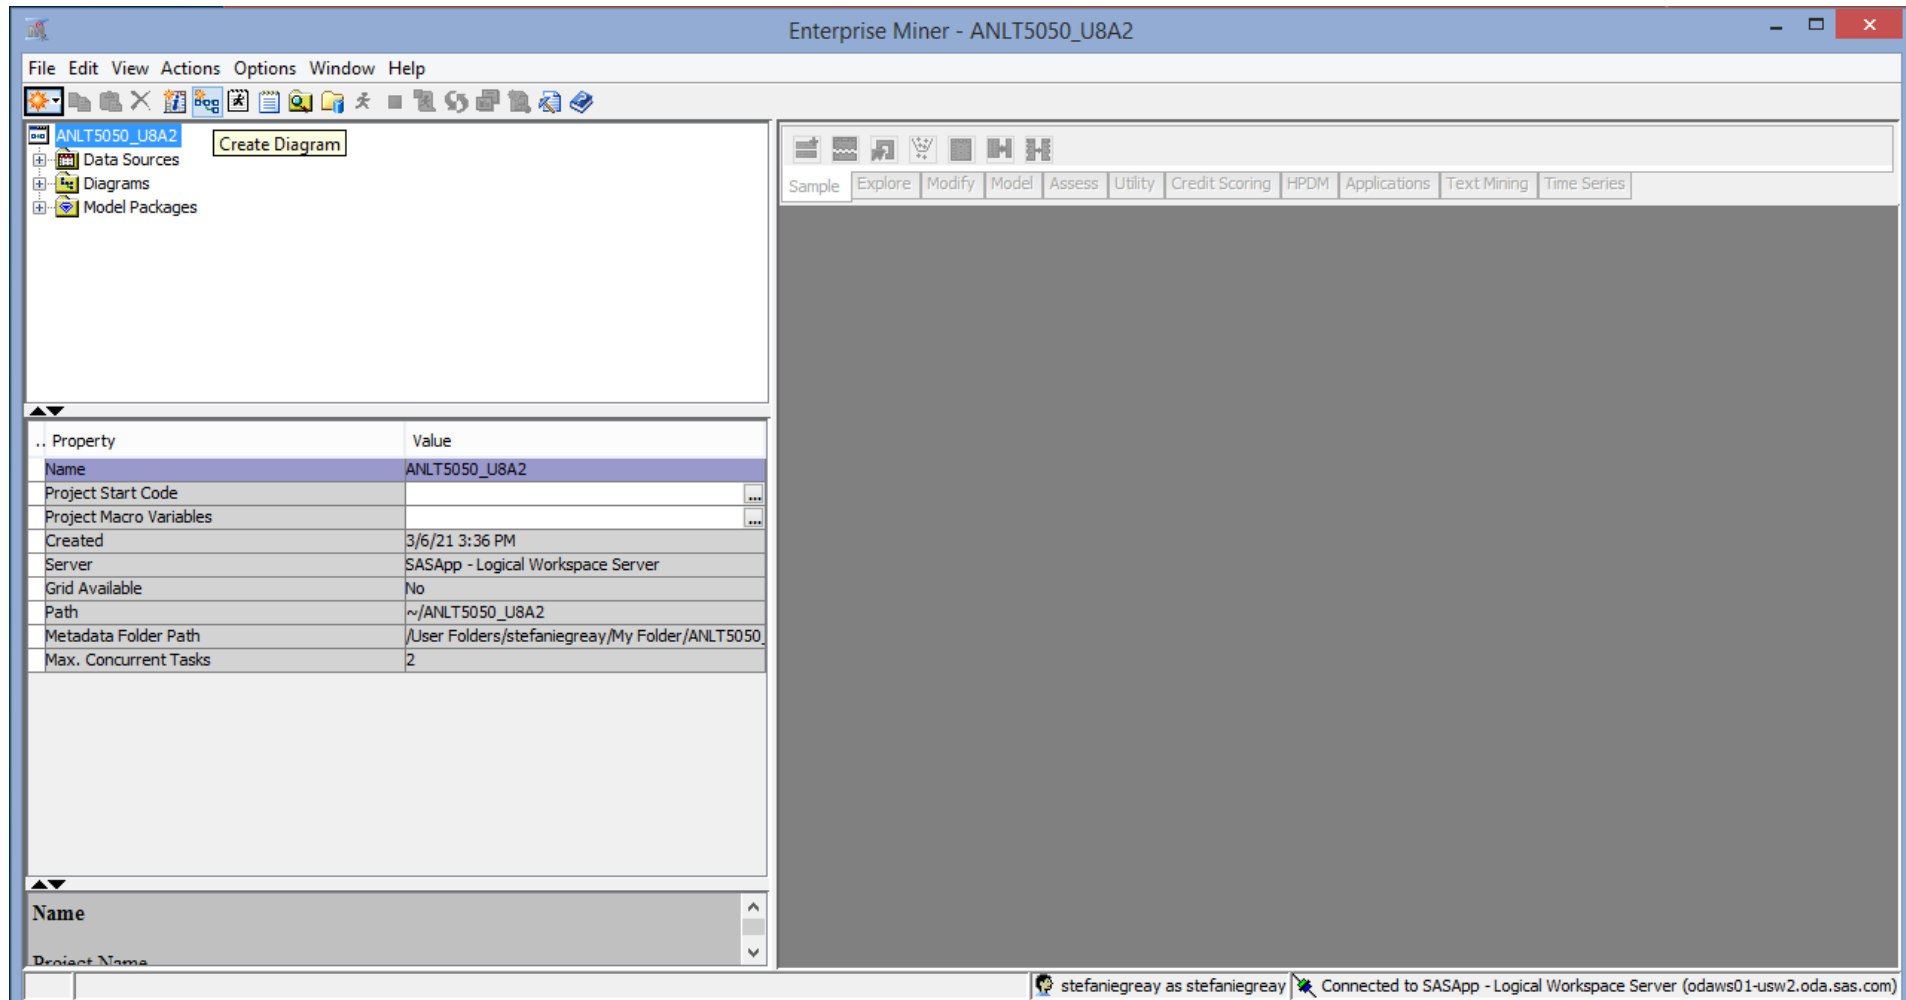 Enterprise Miner - ANLT5050_U8A2
File Edit View Actions Options Window Help
ANLT5050_U8A2
Create Diagram
Data Sources
Diagrams
Model Packages
Sample Explore Modify Model Assess Utility Credit Scoring HPDM Applications Text Mining Time Series
.. Property Value
Name ANLT5050_U8A2
Project Start Code ...
Project Macro Variables ...
Created 3/6/21 3:36 PM
Server SASApp - Logical Workspace Server
Grid Available No
Path ~/ANLT5050_U8A2
Metadata Folder Path /User Folders/stefaniegreay/My Folder/ANLT5050_
Max. Concurrent Tasks 2
Name
Project Name
stefaniegreay as stefaniegreay Connected to SASApp - Logical Workspace Server (odaws01-usw2.oda.sas.com)